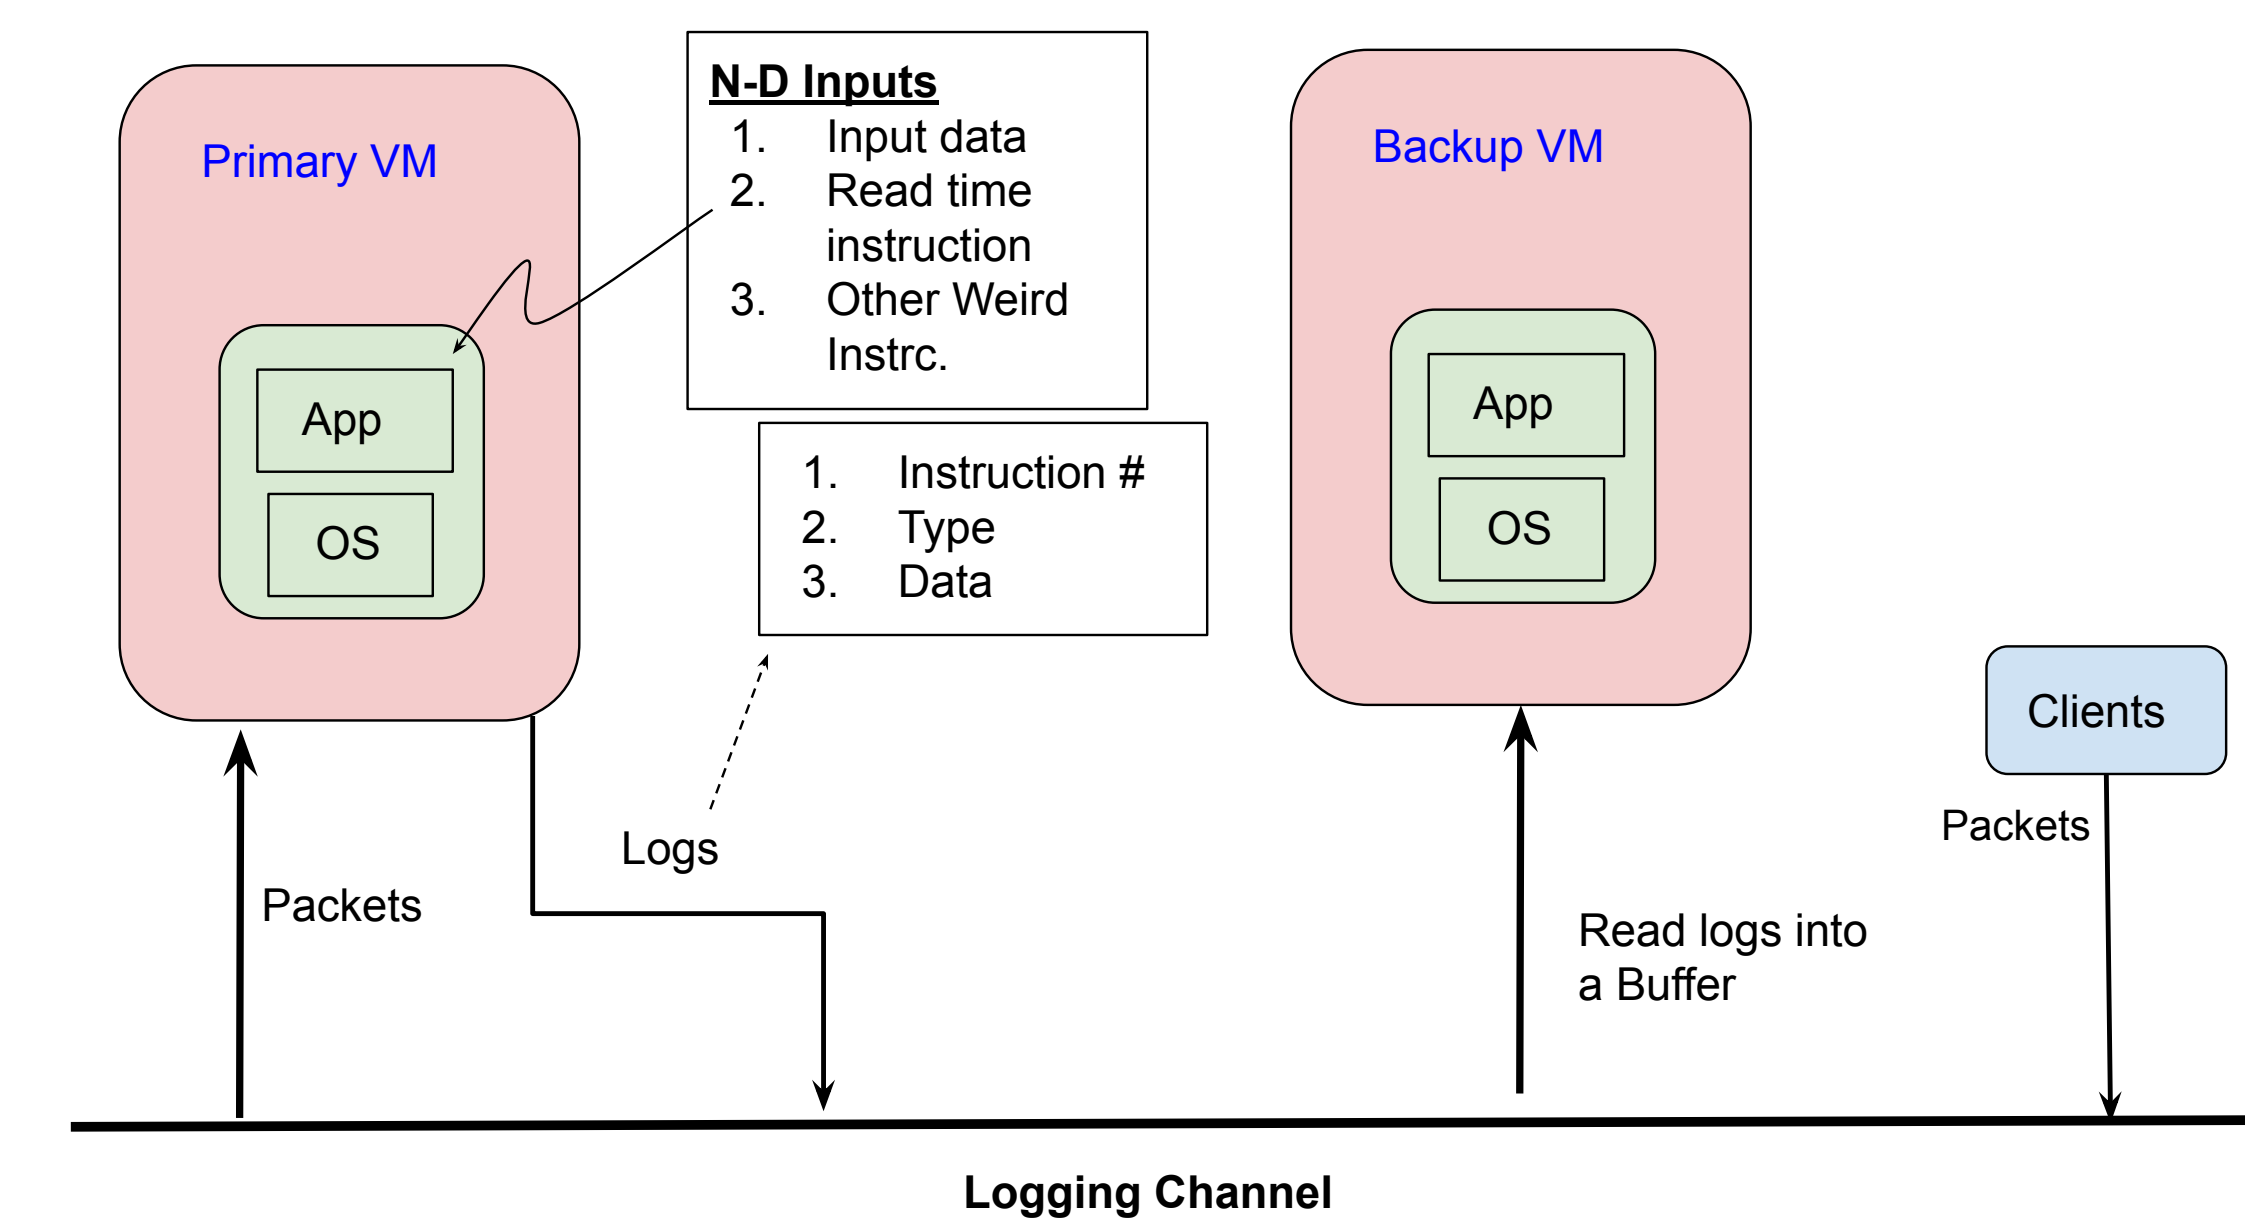 Primary VM
App
OS
N-D Inputs
1. Input data
2. Read time
instruction
3. Other Weird
Instrc.
1. Instruction #
2. Type
3. Data
Backup VM
App
OS
Clients
Packets
Logs
Packets
Read logs into
a Buffer
Logging Channel